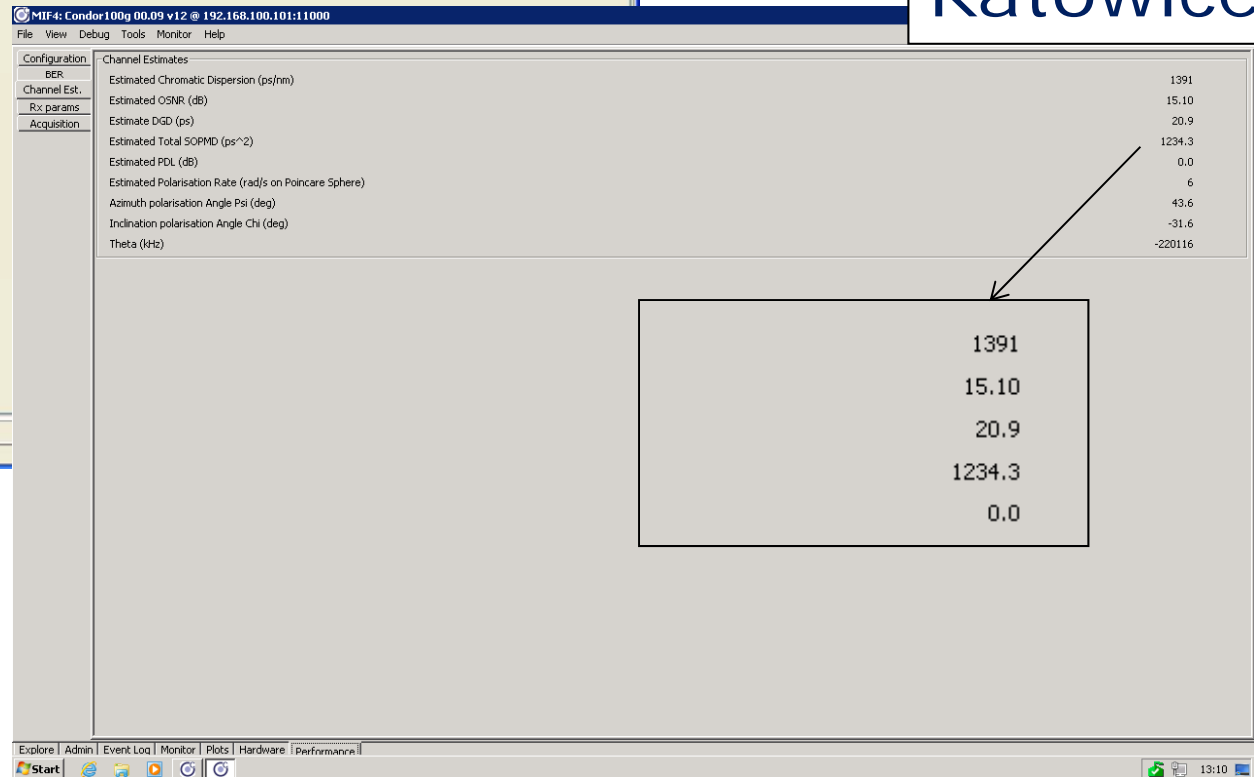 Katowice
MIF4: Condor100g 00.09 v12 @ 192.168.100.101:11000
File View Debug Tools Monitor Help
Configuration
BER
Channel Est.
Rx params
Acquisition
Channel Estimates
Estimated Chromatic Dispersion (ps/nm) 1391
Estimated OSNR (dB) 15.10
Estimate DGD (ps) 20.9
Estimated Total SOPMD (ps^2) 1234.3
Estimated PDL (dB) 0.0
Estimated Polarisation Rate (rad/s on Poincare Sphere) 6
Azimuth polarisation Angle Psi (deg) 43.6
Inclination polarisation Angle Chi (deg) -31.6
Theta (kHz) -220116
1391
15.10
20.9
1234.3
0.0
Explore Admin Event Log Monitor Plots Hardware Performance
Start 13:10